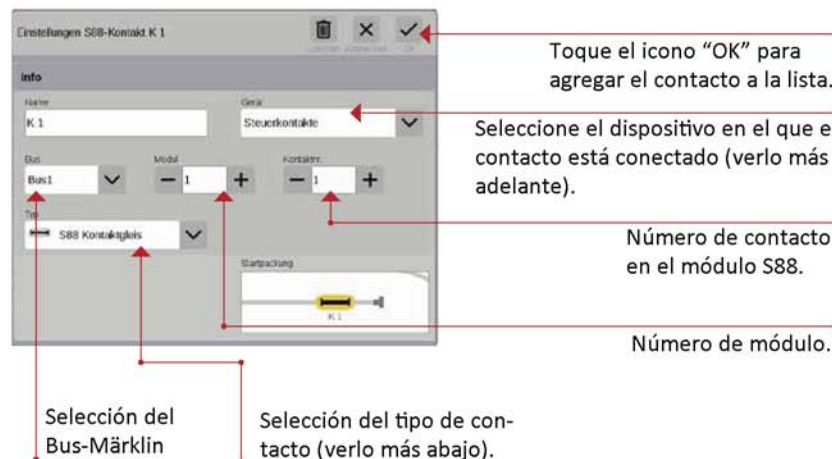 Einstellungen S88-Kontakt K 1
Info
Name
Gerät
K 1
Steuerkontakte
Bus
Modul
Kontaktnr.
Bus1
1
1
Typ
S88 Kontaktgleis
Startpackung
K 1
Toque el icono “OK” para
agregar el contacto a la lista.
Seleccione el dispositivo en el que e
contacto está conectado (verlo más
adelante).
Número de contacto
en el módulo S88.
Número de módulo.
Selección del
Bus-Märklin
Selección del tipo de con-
tacto (verlo más abajo).